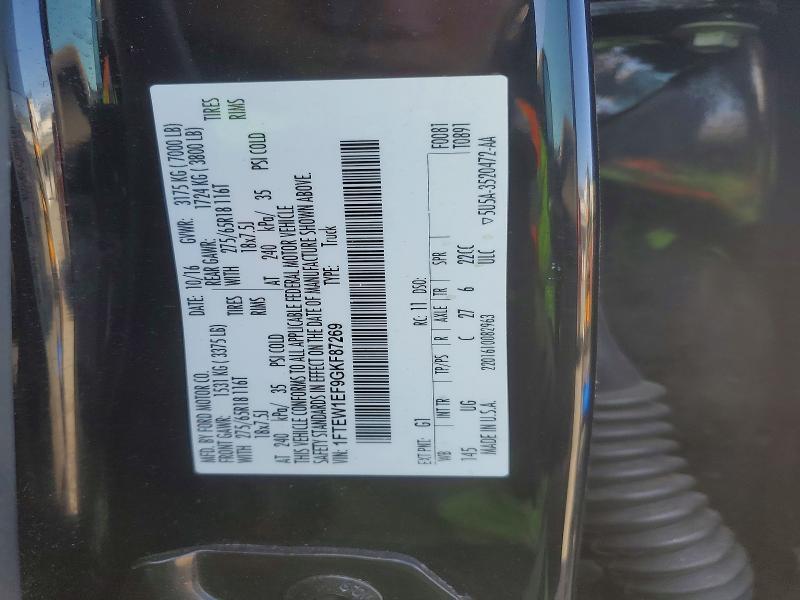 MFD. BY FORD MOTOR CO.
DATE: 10/16 GVWR: 3175 KG ( 7000 LB)
FRONT GAWR: 1531 KG ( 3375 LB) REAR GAWR: 1724 KG ( 3800 LB)
WITH 275/65R18 116T TIRES WITH 275/65R18 116T TIRES
18x7.5J RIMS 18x7.5J RIMS
AT 240 kPa/ 35 PSI COLD AT 240 kPa/ 35 PSI COLD
THIS VEHICLE CONFORMS TO ALL APPLICABLE FEDERAL MOTOR VEHICLE
SAFETY STANDARDS IN EFFECT ON THE DATE OF MANUFACTURE SHOWN ABOVE.
VIN: 1FTEW1EF9GKF87269 TYPE: Truck
F0081
EXT PNT: G1 RC: 11 DSO: T0891
WB INT TR TP/PS R AXLE TR SPR
145 UG C 27 6 22CC
MADE IN U.S.A. 2201610082963 ULC ▽5U5A-3520472-AA